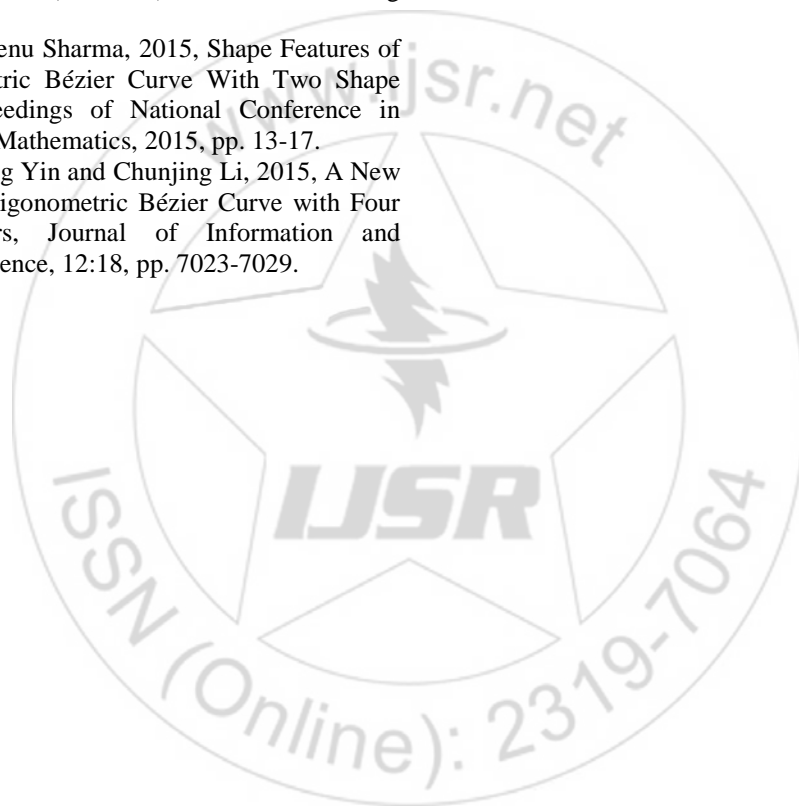 enu Sharma, 2015, Shape Features of
tric Bézier Curve With Two Shape
eedings of National Conference in
Mathematics, 2015, pp. 13-17.
g Yin and Chunjing Li, 2015, A New
igonometric Bézier Curve with Four
rs, Journal of Information and
ence, 12:18, pp. 7023-7029.
www.ijsr.net
IJSR
ISSN (Online): 2319-7064